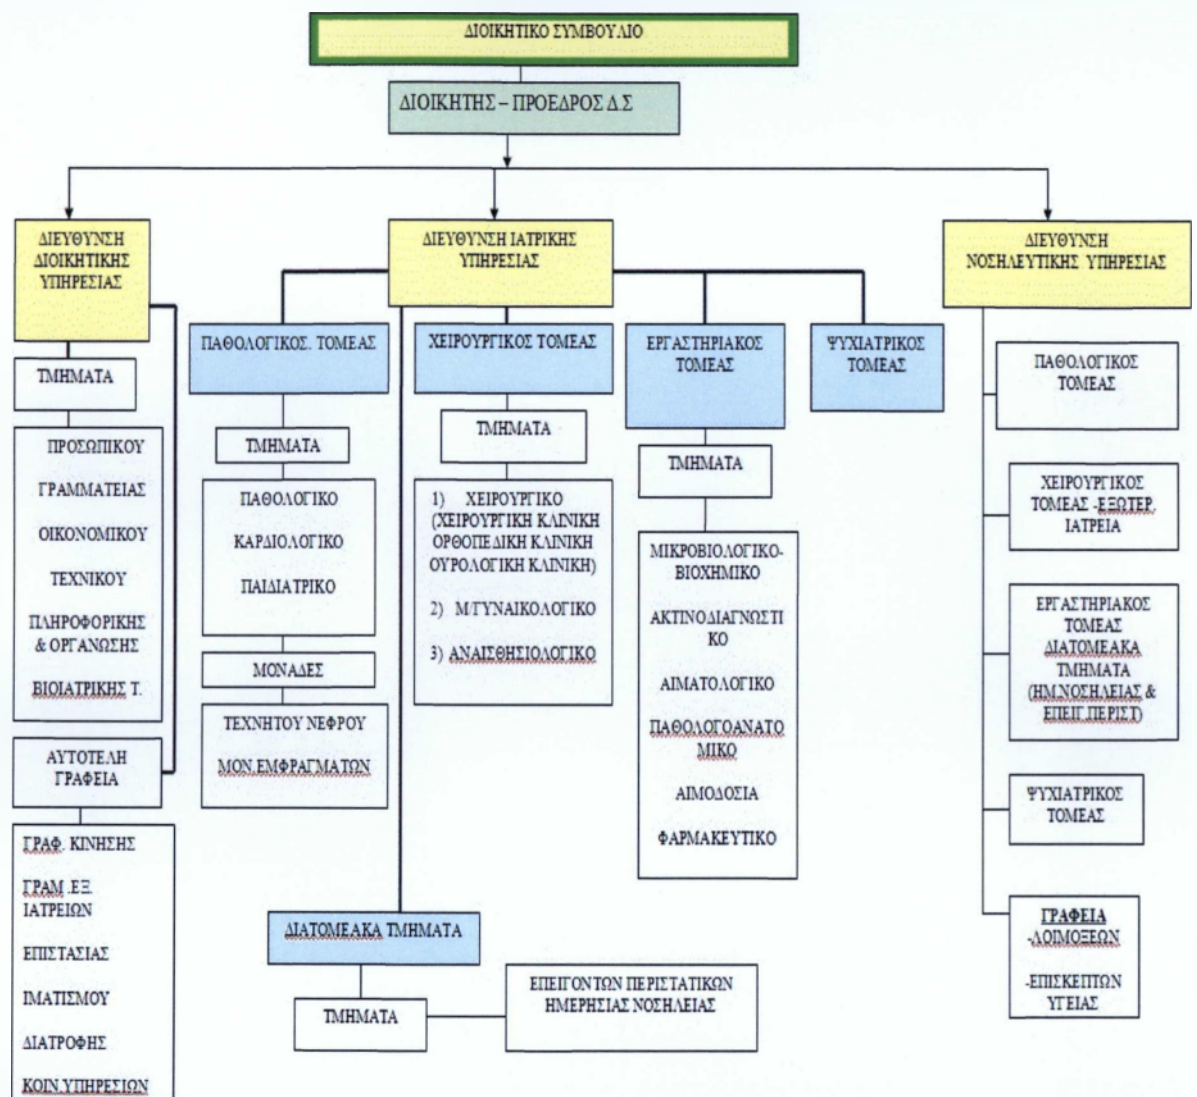 ΔΙΟΙΚΗΤΙΚΟ ΣΥΜΒΟΥΛΙΟ
ΔΙΟΙΚΗΤΗΣ – ΠΡΟΕΔΡΟΣ Δ.Σ
ΔΙΕΥΘΥΝΣΗ
ΔΙΟΙΚΗΤΙΚΗΣ
ΥΠΗΡΕΣΙΑΣ
ΤΜΗΜΑΤΑ
ΠΡΟΣΩΠΙΚΟΥ
ΓΡΑΜΜΑΤΕΙΑΣ
ΟΙΚΟΝΟΜΙΚΟΥ
ΤΕΧΝΙΚΟΥ
ΠΛΗΡΟΦΟΡΙΚΗΣ
& ΟΡΓΑΝΩΣΗΣ
ΒΙΟΙΑΤΡΙΚΗΣ Τ.
ΑΥΤΟΤΕΛΗ
ΓΡΑΦΕΙΑ
ΓΡΑΦ. ΚΙΝΗΣΗΣ
ΓΡΑΜ .ΕΞ.
ΙΑΤΡΕΙΩΝ
ΕΠΙΣΤΑΣΙΑΣ
ΙΜΑΤΙΣΜΟΥ
ΔΙΑΤΡΟΦΗΣ
ΚΟΙΝ.ΥΠΗΡΕΣΙΩΝ
ΔΙΕΥΘΥΝΣΗ ΙΑΤΡΙΚΗΣ
ΥΠΗΡΕΣΙΑΣ
ΠΑΘΟΛΟΓΙΚΟΣ. ΤΟΜΕΑΣ
ΤΜΗΜΑΤΑ
ΠΑΘΟΛΟΓΙΚΟ
ΚΑΡΔΙΟΛΟΓΙΚΟ
ΠΑΙΔΙΑΤΡΙΚΟ
ΜΟΝΑΔΕΣ
ΤΕΧΝΗΤΟΥ ΝΕΦΡΟΥ
ΜΟΝ.ΕΜΦΡΑΓΜΑΤΩΝ
ΧΕΙΡΟΥΡΓΙΚΟΣ ΤΟΜΕΑΣ
ΤΜΗΜΑΤΑ
1) ΧΕΙΡΟΥΡΓΙΚΟ
(ΧΕΙΡΟΥΡΓΙΚΗ ΚΛΙΝΙΚΗ
ΟΡΘΟΠΕΔΙΚΗ ΚΛΙΝΙΚΗ
ΟΥΡΟΛΟΓΙΚΗ ΚΛΙΝΙΚΗ)
2) Μ/ΓΥΝΑΙΚΟΛΟΓΙΚΟ
3) ΑΝΑΙΣΘΗΣΙΟΛΟΓΙΚΟ
ΕΡΓΑΣΤΗΡΙΑΚΟΣ
ΤΟΜΕΑΣ
ΤΜΗΜΑΤΑ
ΜΙΚΡΟΒΙΟΛΟΓΙΚΟ-
ΒΙΟΧΗΜΙΚΟ
ΑΚΤΙΝΟΔΙΑΓΝΩΣΤΙ
ΚΟ
ΑΙΜΑΤΟΛΟΓΙΚΟ
ΠΑΘΟΛΟΓΟΑΝΑΤΟ
ΜΙΚΟ
ΑΙΜΟΔΟΣΙΑ
ΦΑΡΜΑΚΕΥΤΙΚΟ
ΨΥΧΙΑΤΡΙΚΟΣ
ΤΟΜΕΑΣ
ΔΙΑΤΟΜΕΑΚΑ ΤΜΗΜΑΤΑ
ΤΜΗΜΑΤΑ
ΕΠΕΙΓΟΝΤΩΝ ΠΕΡΙΣΤΑΤΙΚΩΝ
ΗΜΕΡΗΣΙΑΣ ΝΟΣΗΛΕΙΑΣ
ΔΙΕΥΘΥΝΣΗ
ΝΟΣΗΛΕΥΤΙΚΗΣ ΥΠΗΡΕΣΙΑΣ
ΠΑΘΟΛΟΓΙΚΟΣ
ΤΟΜΕΑΣ
ΧΕΙΡΟΥΡΓΙΚΟΣ
ΤΟΜΕΑΣ -ΕΞΩΤΕΡ.
ΙΑΤΡΕΙΑ
ΕΡΓΑΣΤΗΡΙΑΚΟΣ
ΤΟΜΕΑΣ
ΔΙΑΤΟΜΕΑΚΑ
ΤΜΗΜΑΤΑ
(ΗΜ.ΝΟΣΗΛΕΙΑΣ &
ΕΠΕΙΓ.ΠΕΡΙΣΤ)
ΨΥΧΙΑΤΡΙΚΟΣ
ΤΟΜΕΑΣ
ΓΡΑΦΕΙΑ
-ΛΟΙΜΟΞΕΩΝ
-ΕΠΙΣΚΕΠΤΩΝ
ΥΓΕΙΑΣ